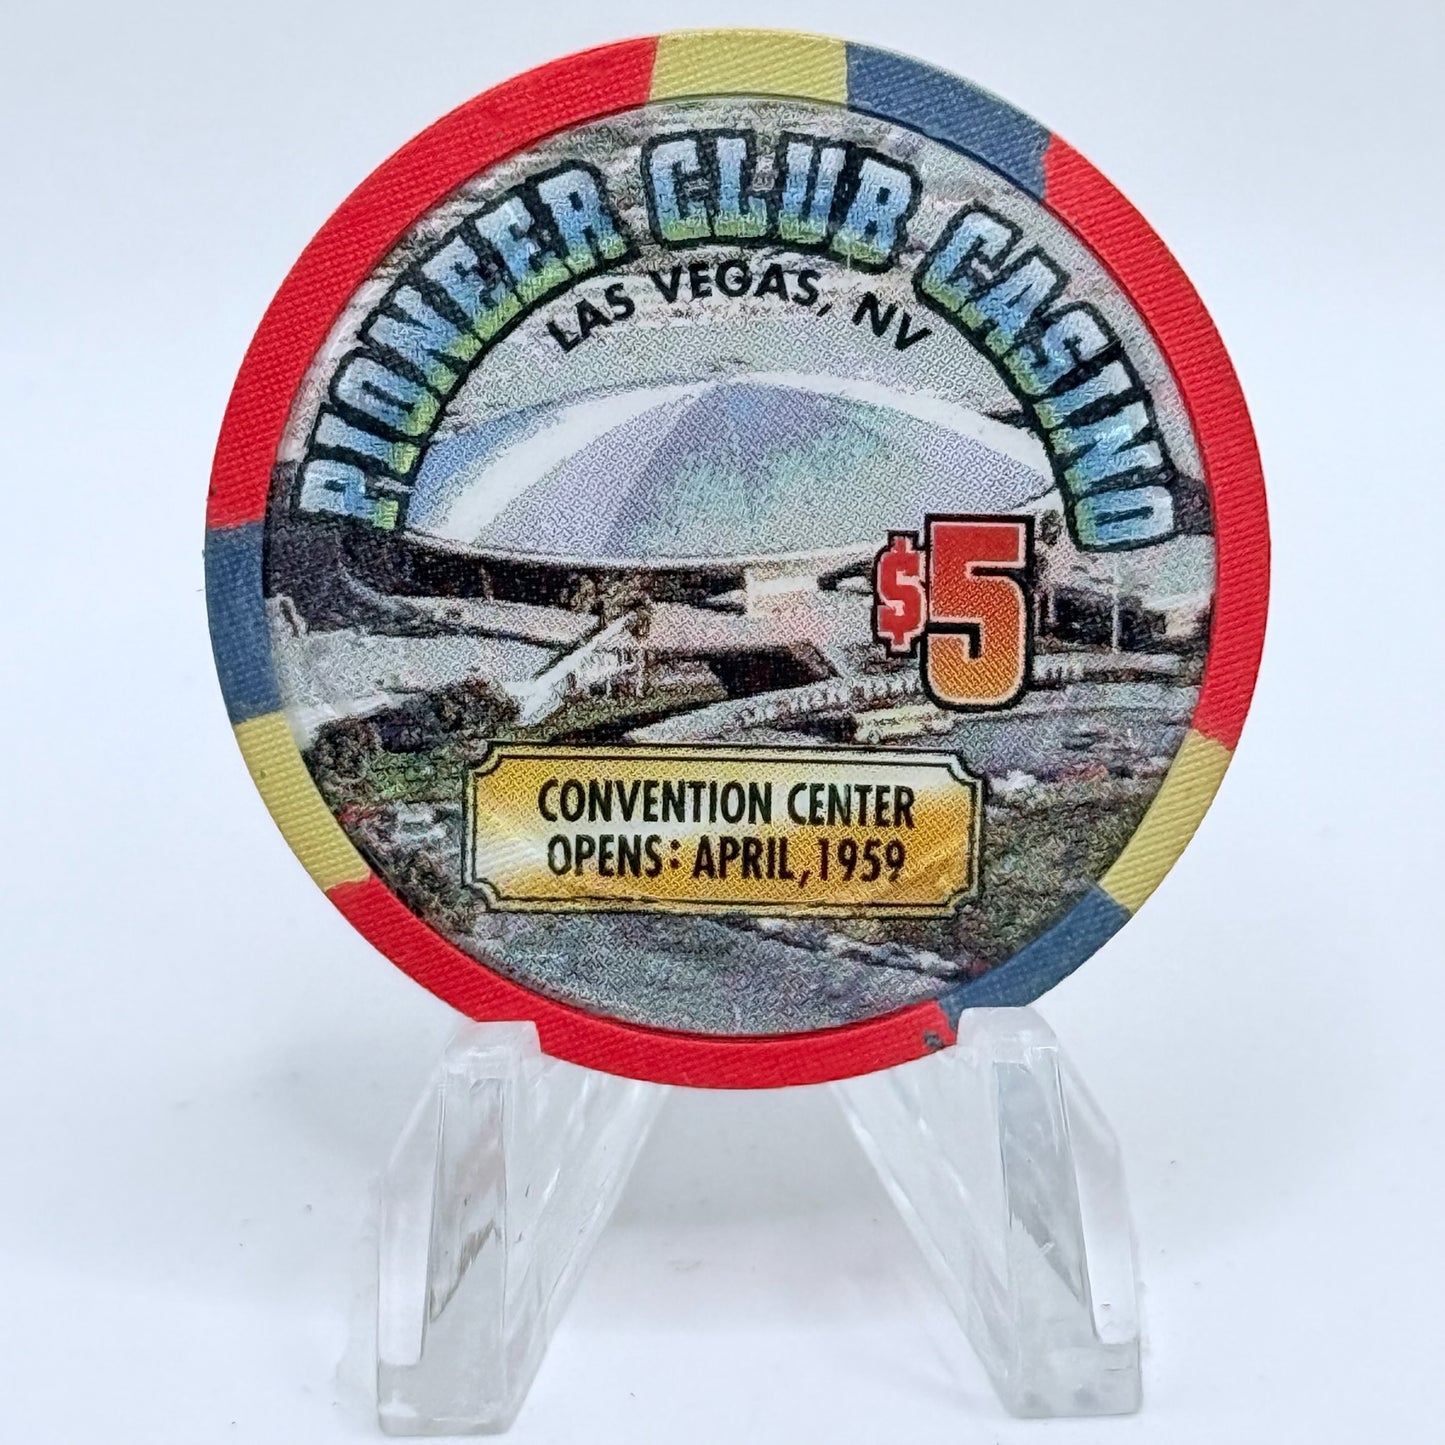 PIONEER CLUB CASINO
LAS VEGAS, NV
$5
CONVENTION CENTER
OPENS: APRIL, 1959